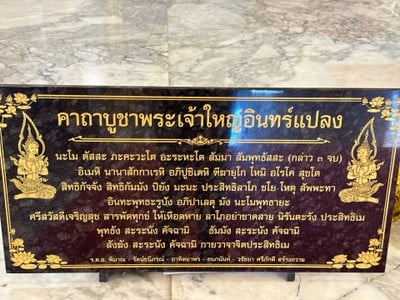 คาถาบูชาพระเจ้าใหญ่อินทร์แปลง
นะโม ตัสสะ ภะคะวะโต อะระหะโต สัมมา สัมพุทธัสสะ (กล่าว ๓ จบ)
อิเมหิ นานาสักกาเรหิ อภิปูชิเตหิ ทีฆายุโก โหมิ อโรโค สุขิโต
สิทธิกิจจัง สิทธิกัมมัง ปิยัง มะมะ ประสิทธิลาโภ ชโย โหตุ สัพพะทา
อินทะพุทธะรูปัง อภิปาเลตุ มัง นะโมพุทธายะ
ศรีสวัสดีเจริญสุข สารพัดทุกข์ ให้เหือดหาย ลาโภอย่าขาดสาย นิรันตะรัง ประสิทธิเม
พุทธัง สะระนัง คัจฉามิ ธัมมัง สะระนัง คัจฉามิ
สังฆัง สะระนัง คัจฉามิ กายวาจาจิตประสิทธิเม